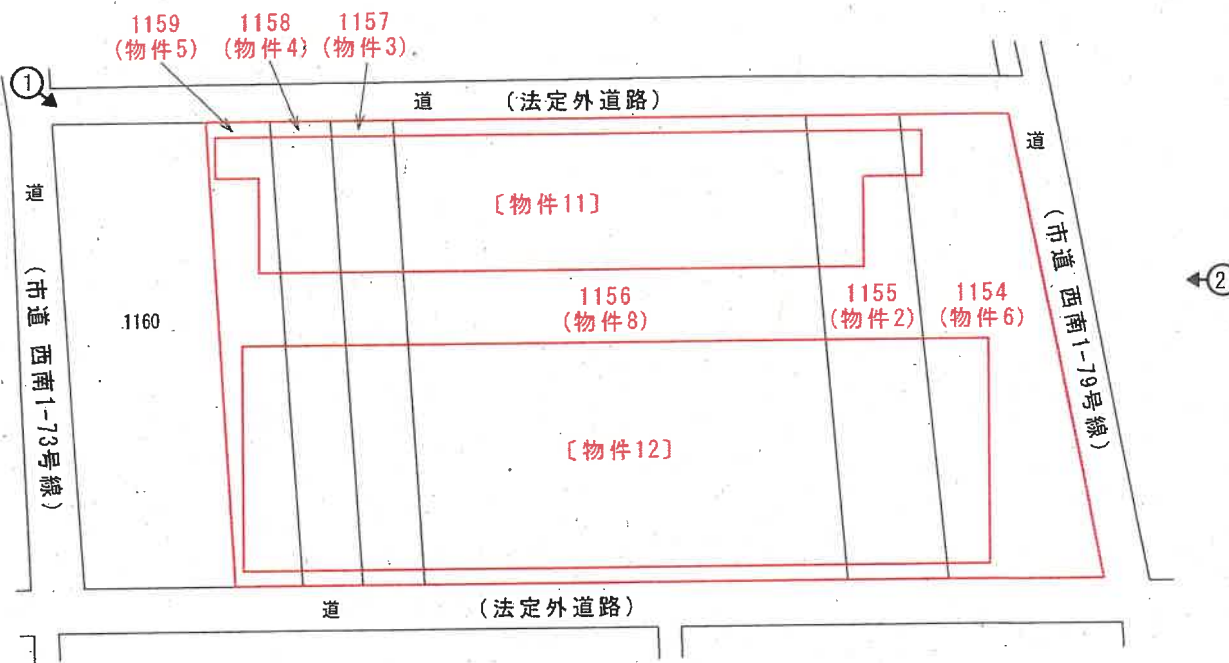 1159
(物件5)
1158
(物件4)
1157
(物件3)
①
道 (法定外道路)
道
道
〔物件11〕
(市道 西南1-73号線)
(市道 西南1-79号線)
②
1160
1156
(物件8)
1155
(物件2)
1154
(物件6)
〔物件12〕
道 (法定外道路)